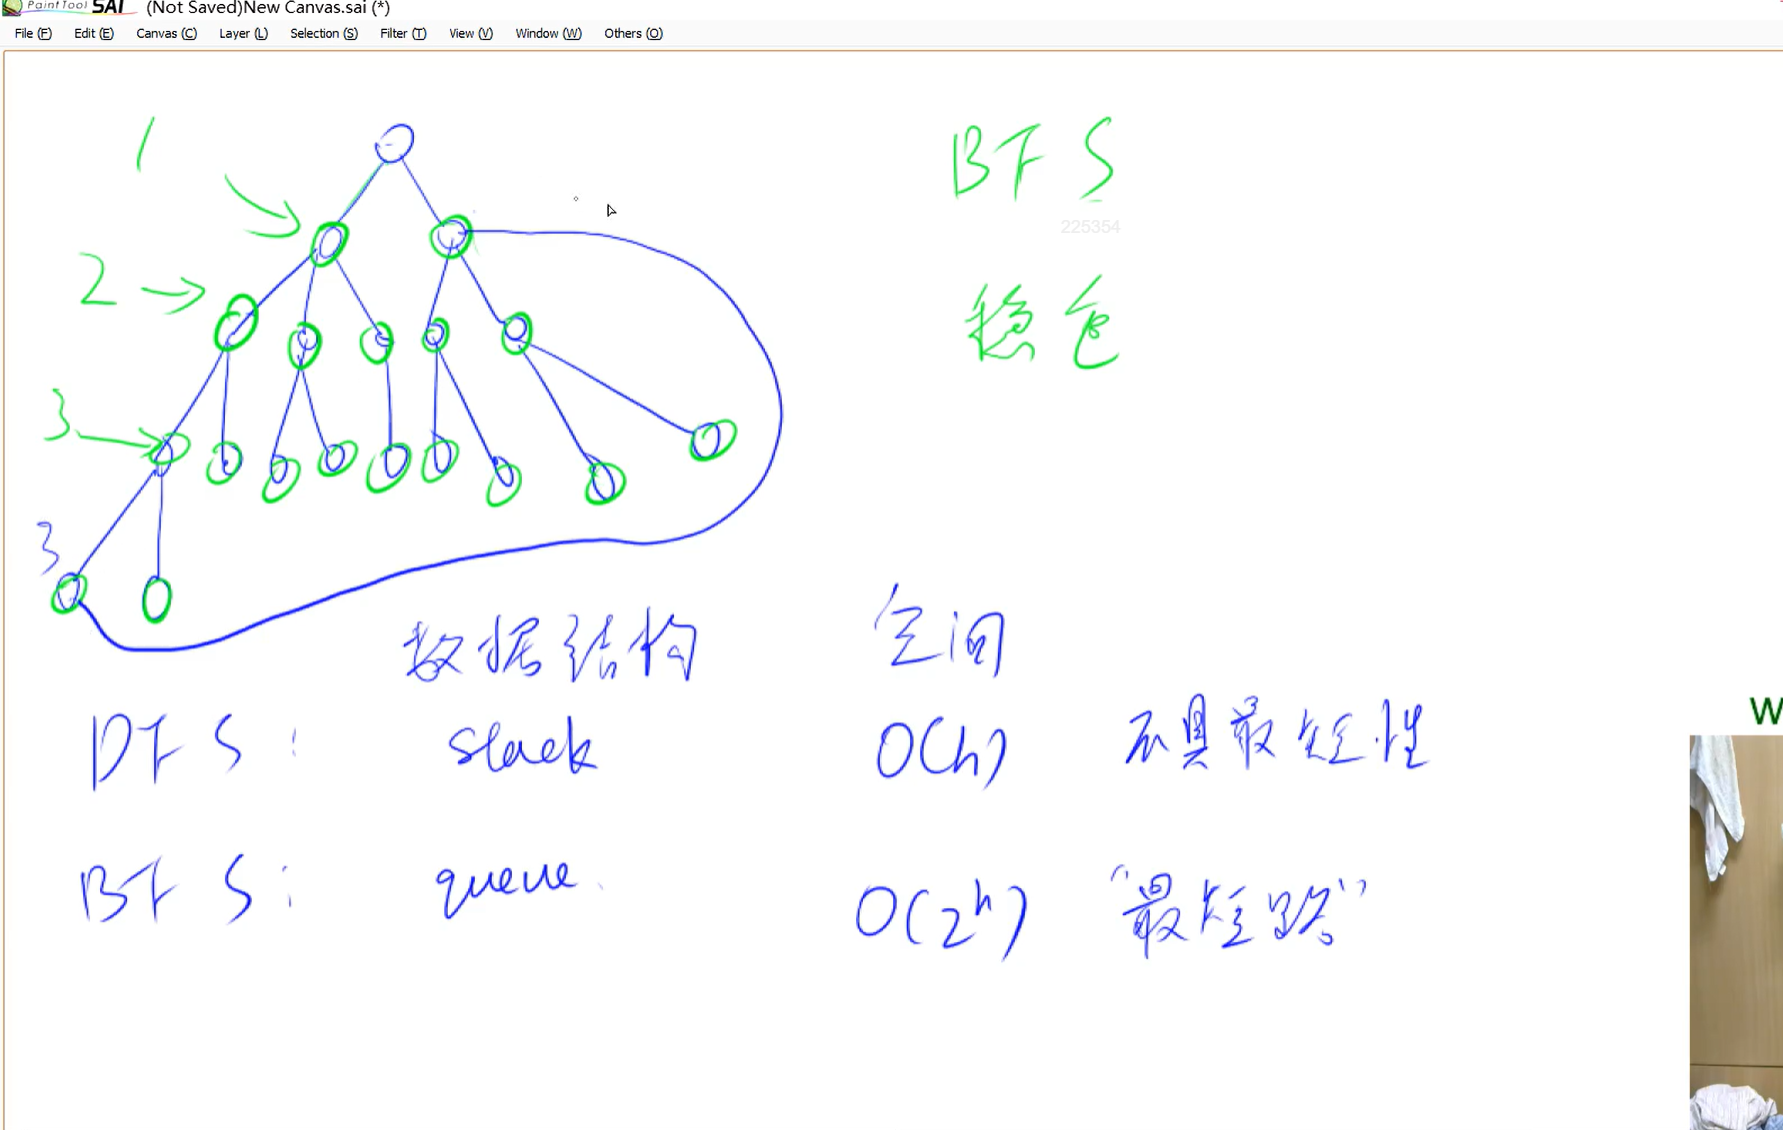 PaintTool SAI (Not Saved)New Canvas.sai (*)
File (F) Edit (E) Canvas (C) Layer (L) Selection (S) Filter (T) View (V) Window (W) Others (O)
1
BFS
225354
2
稳
3
3
数据结构 空间
DFS: stack O(h) 不具最短性
BFS: queue. O(2^h) “最短路”
W